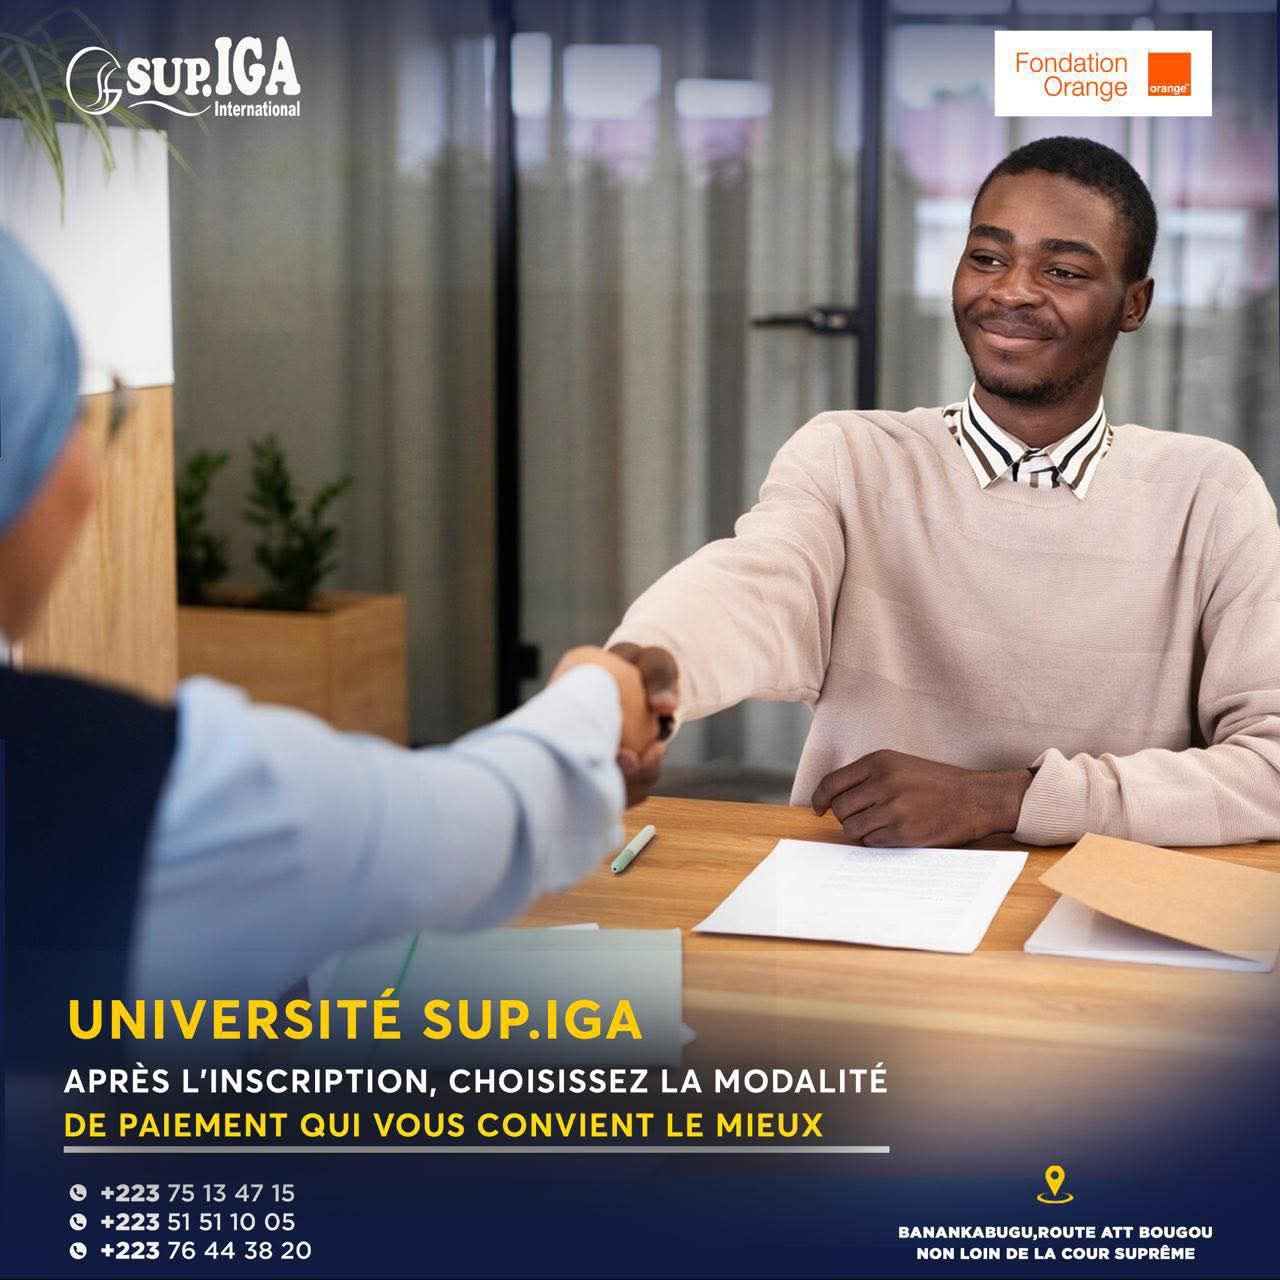 SUP.IGA
International
Fondation
Orange
orange
UNIVERSITÉ SUP.IGA
APRÈS L'INSCRIPTION, CHOISISSEZ LA MODALITÉ
DE PAIEMENT QUI VOUS CONVIENT LE MIEUX
+223 75 13 47 15
+223 51 51 10 05
+223 76 44 38 20
BANANKABUGU,ROUTE ATT BOUGOU
NON LOIN DE LA COUR SUPRÊME